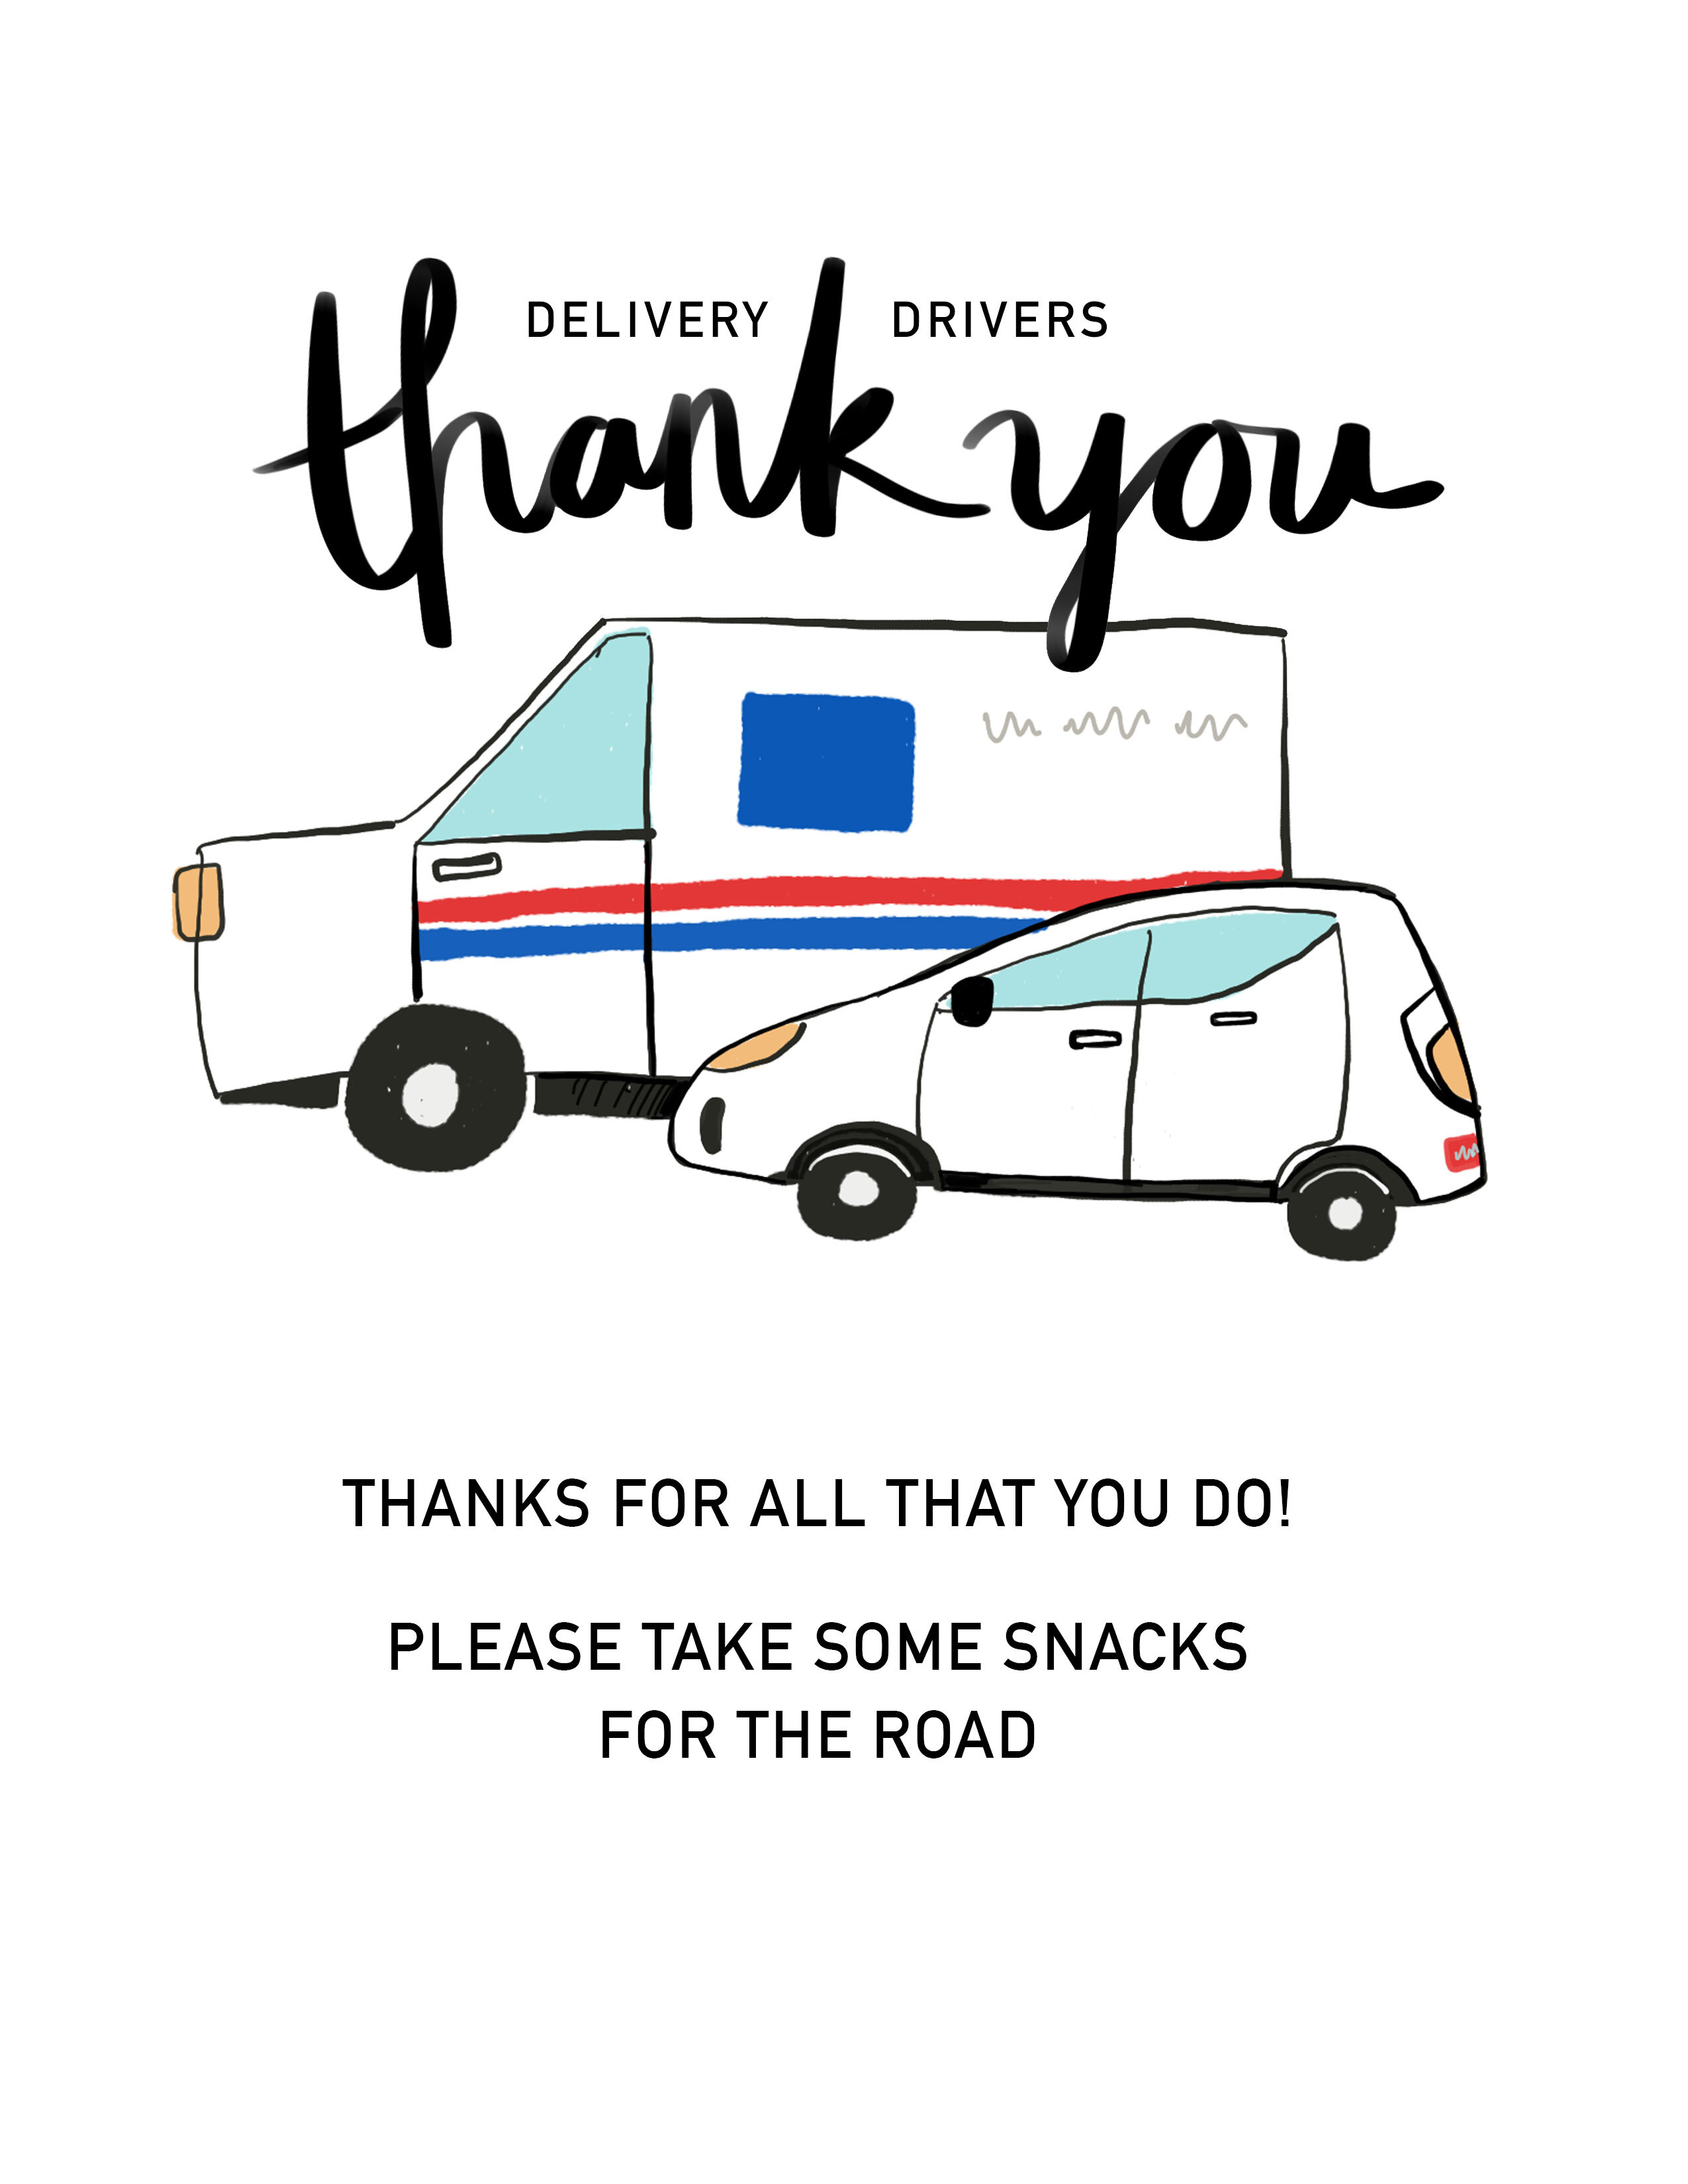 DELIVERY DRIVERS
thank you
THANKS FOR ALL THAT YOU DO!
PLEASE TAKE SOME SNACKS
FOR THE ROAD